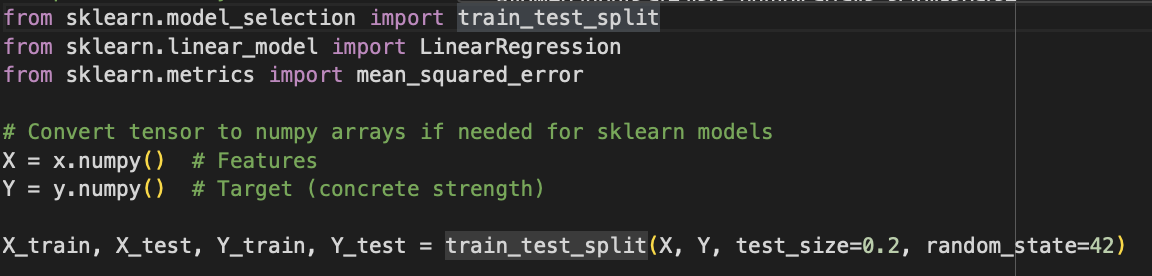 from sklearn.model_selection import train_test_split
from sklearn.linear_model import LinearRegression
from sklearn.metrics import mean_squared_error
# Convert tensor to numpy arrays if needed for sklearn models
X = x.numpy()  # Features
Y = y.numpy()  # Target (concrete strength)
X_train, X_test, Y_train, Y_test = train_test_split(X, Y, test_size=0.2, random_state=42)